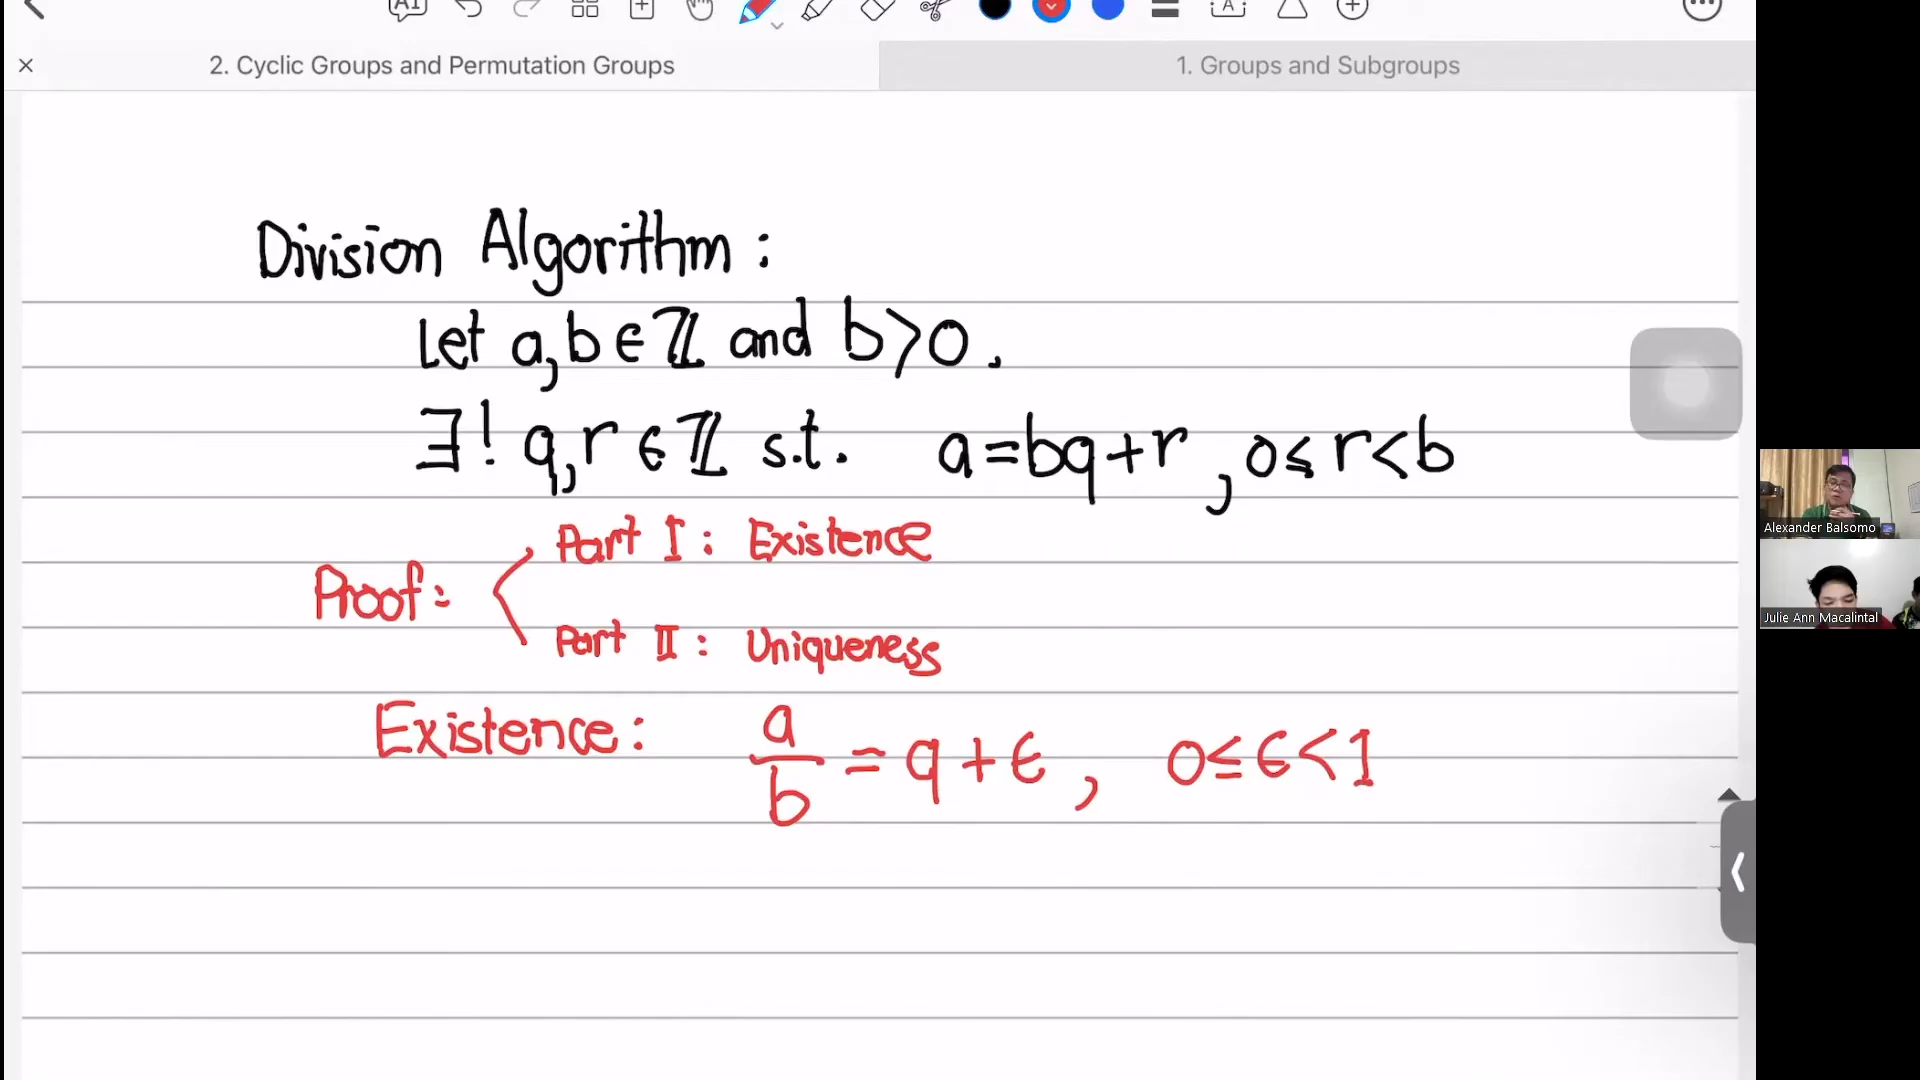 2. Cyclic Groups and Permutation Groups
1. Groups and Subgroups
Division Algorithm:
Let a, b ∈ ℤ and b > 0.
∃! q, r ∈ ℤ s.t. a = bq + r, 0 ≤ r < b
Proof:
Part I: Existence
Part II: Uniqueness
Existence: a/b = q + ϵ, 0 ≤ ϵ < 1
Alexander Balsomo
Julie Ann Macalintal